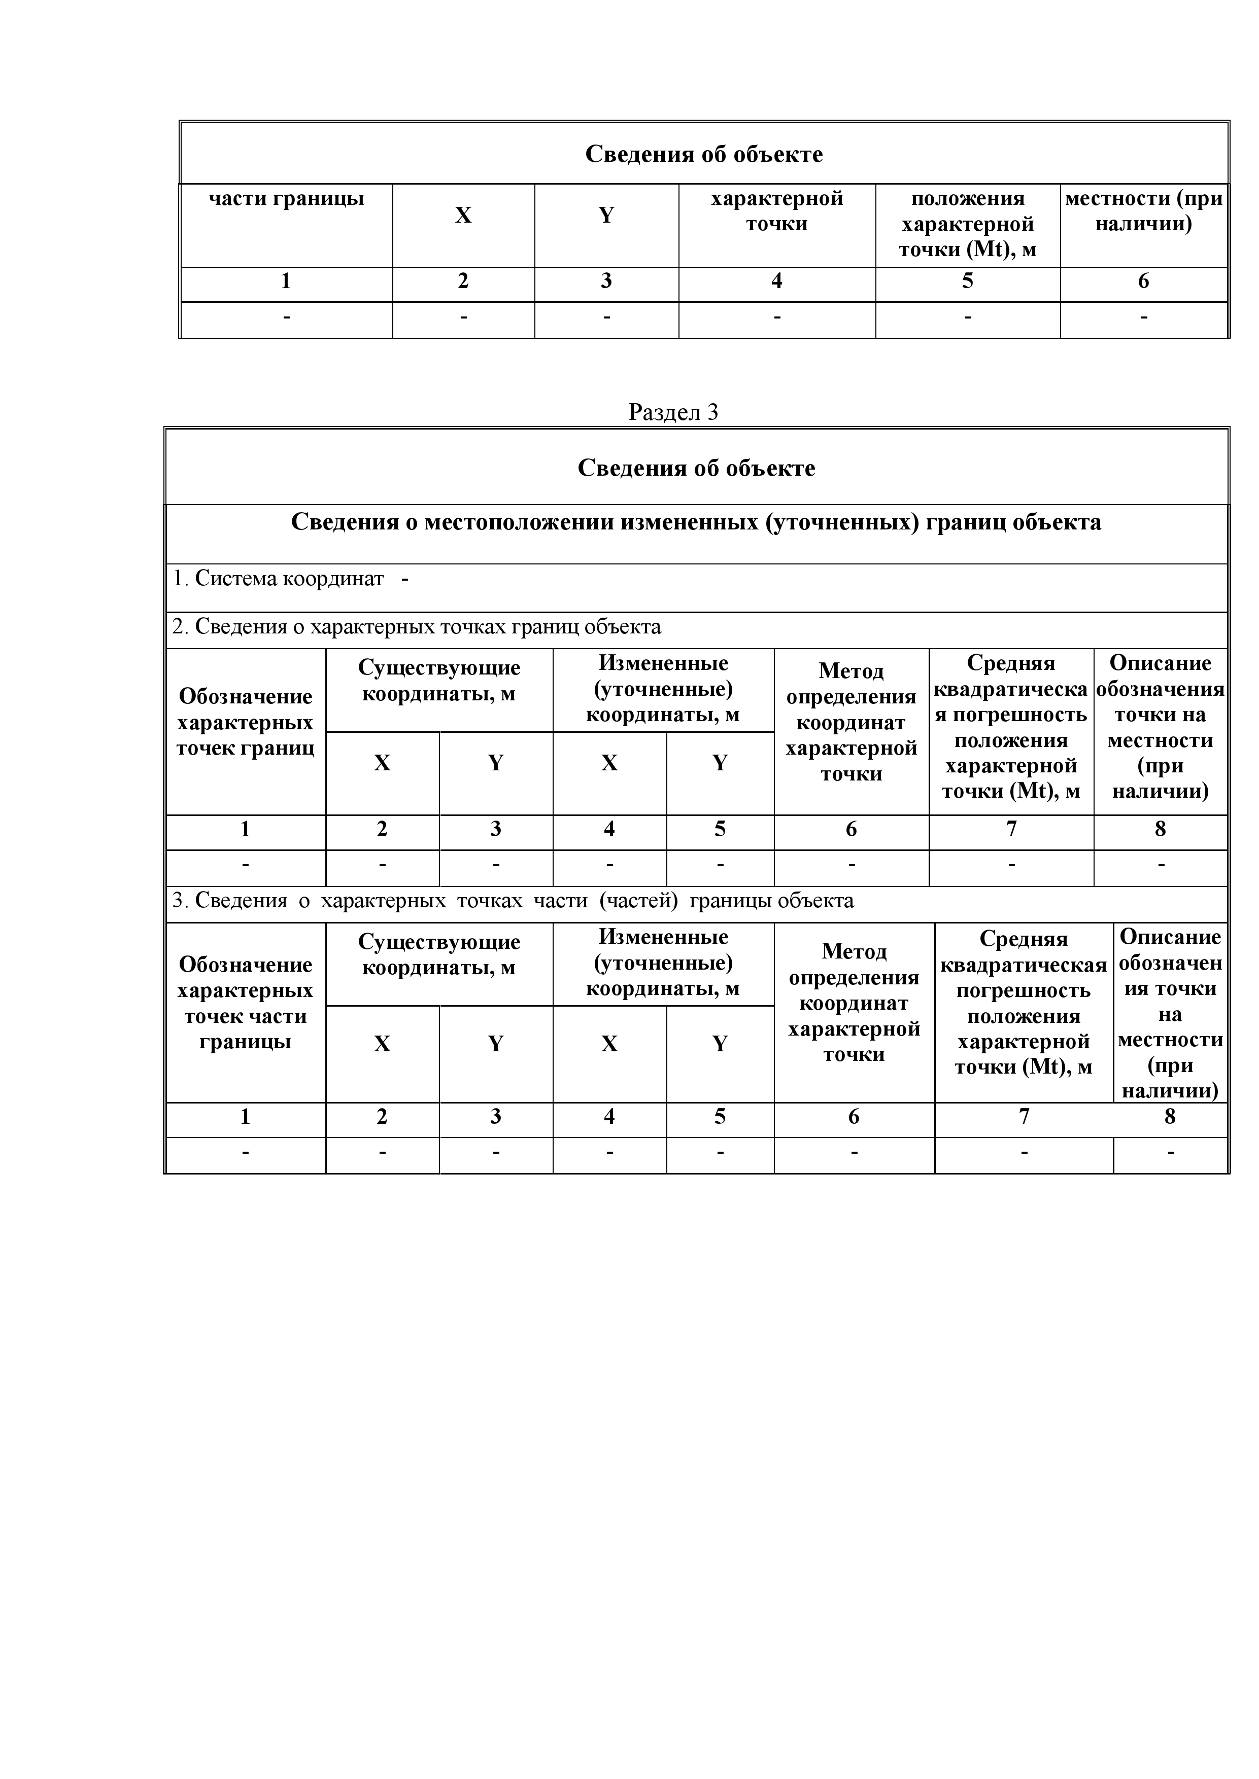 Сведения об объекте
части границы X Y характерной точки положения характерной точки (Mt), м местности (при наличии)
1 2 3 4 5 6
- - - - - -
Раздел 3
Сведения об объекте
Сведения о местоположении измененных (уточненных) границ объекта
1. Система координат -
2. Сведения о характерных точках границ объекта
Обозначение характерных точек границ
Существующие координаты, м
X Y
Измененные (уточненные) координаты, м
X Y
Метод определения координат характерной точки
Средняя квадратическа я погрешность положения характерной точки (Mt), м
Описание обозначения точки на местности (при наличии)
1 2 3 4 5 6 7 8
- - - - - - - -
3. Сведения о характерных точках части (частей) границы объекта
Обозначение характерных точек части границы
Существующие координаты, м
X Y
Измененные (уточненные) координаты, м
X Y
Метод определения координат характерной точки
Средняя квадратическая погрешность положения характерной точки (Mt), м
Описание обозначен ия точки на местности (при наличии)
1 2 3 4 5 6 7 8
- - - - - - - -